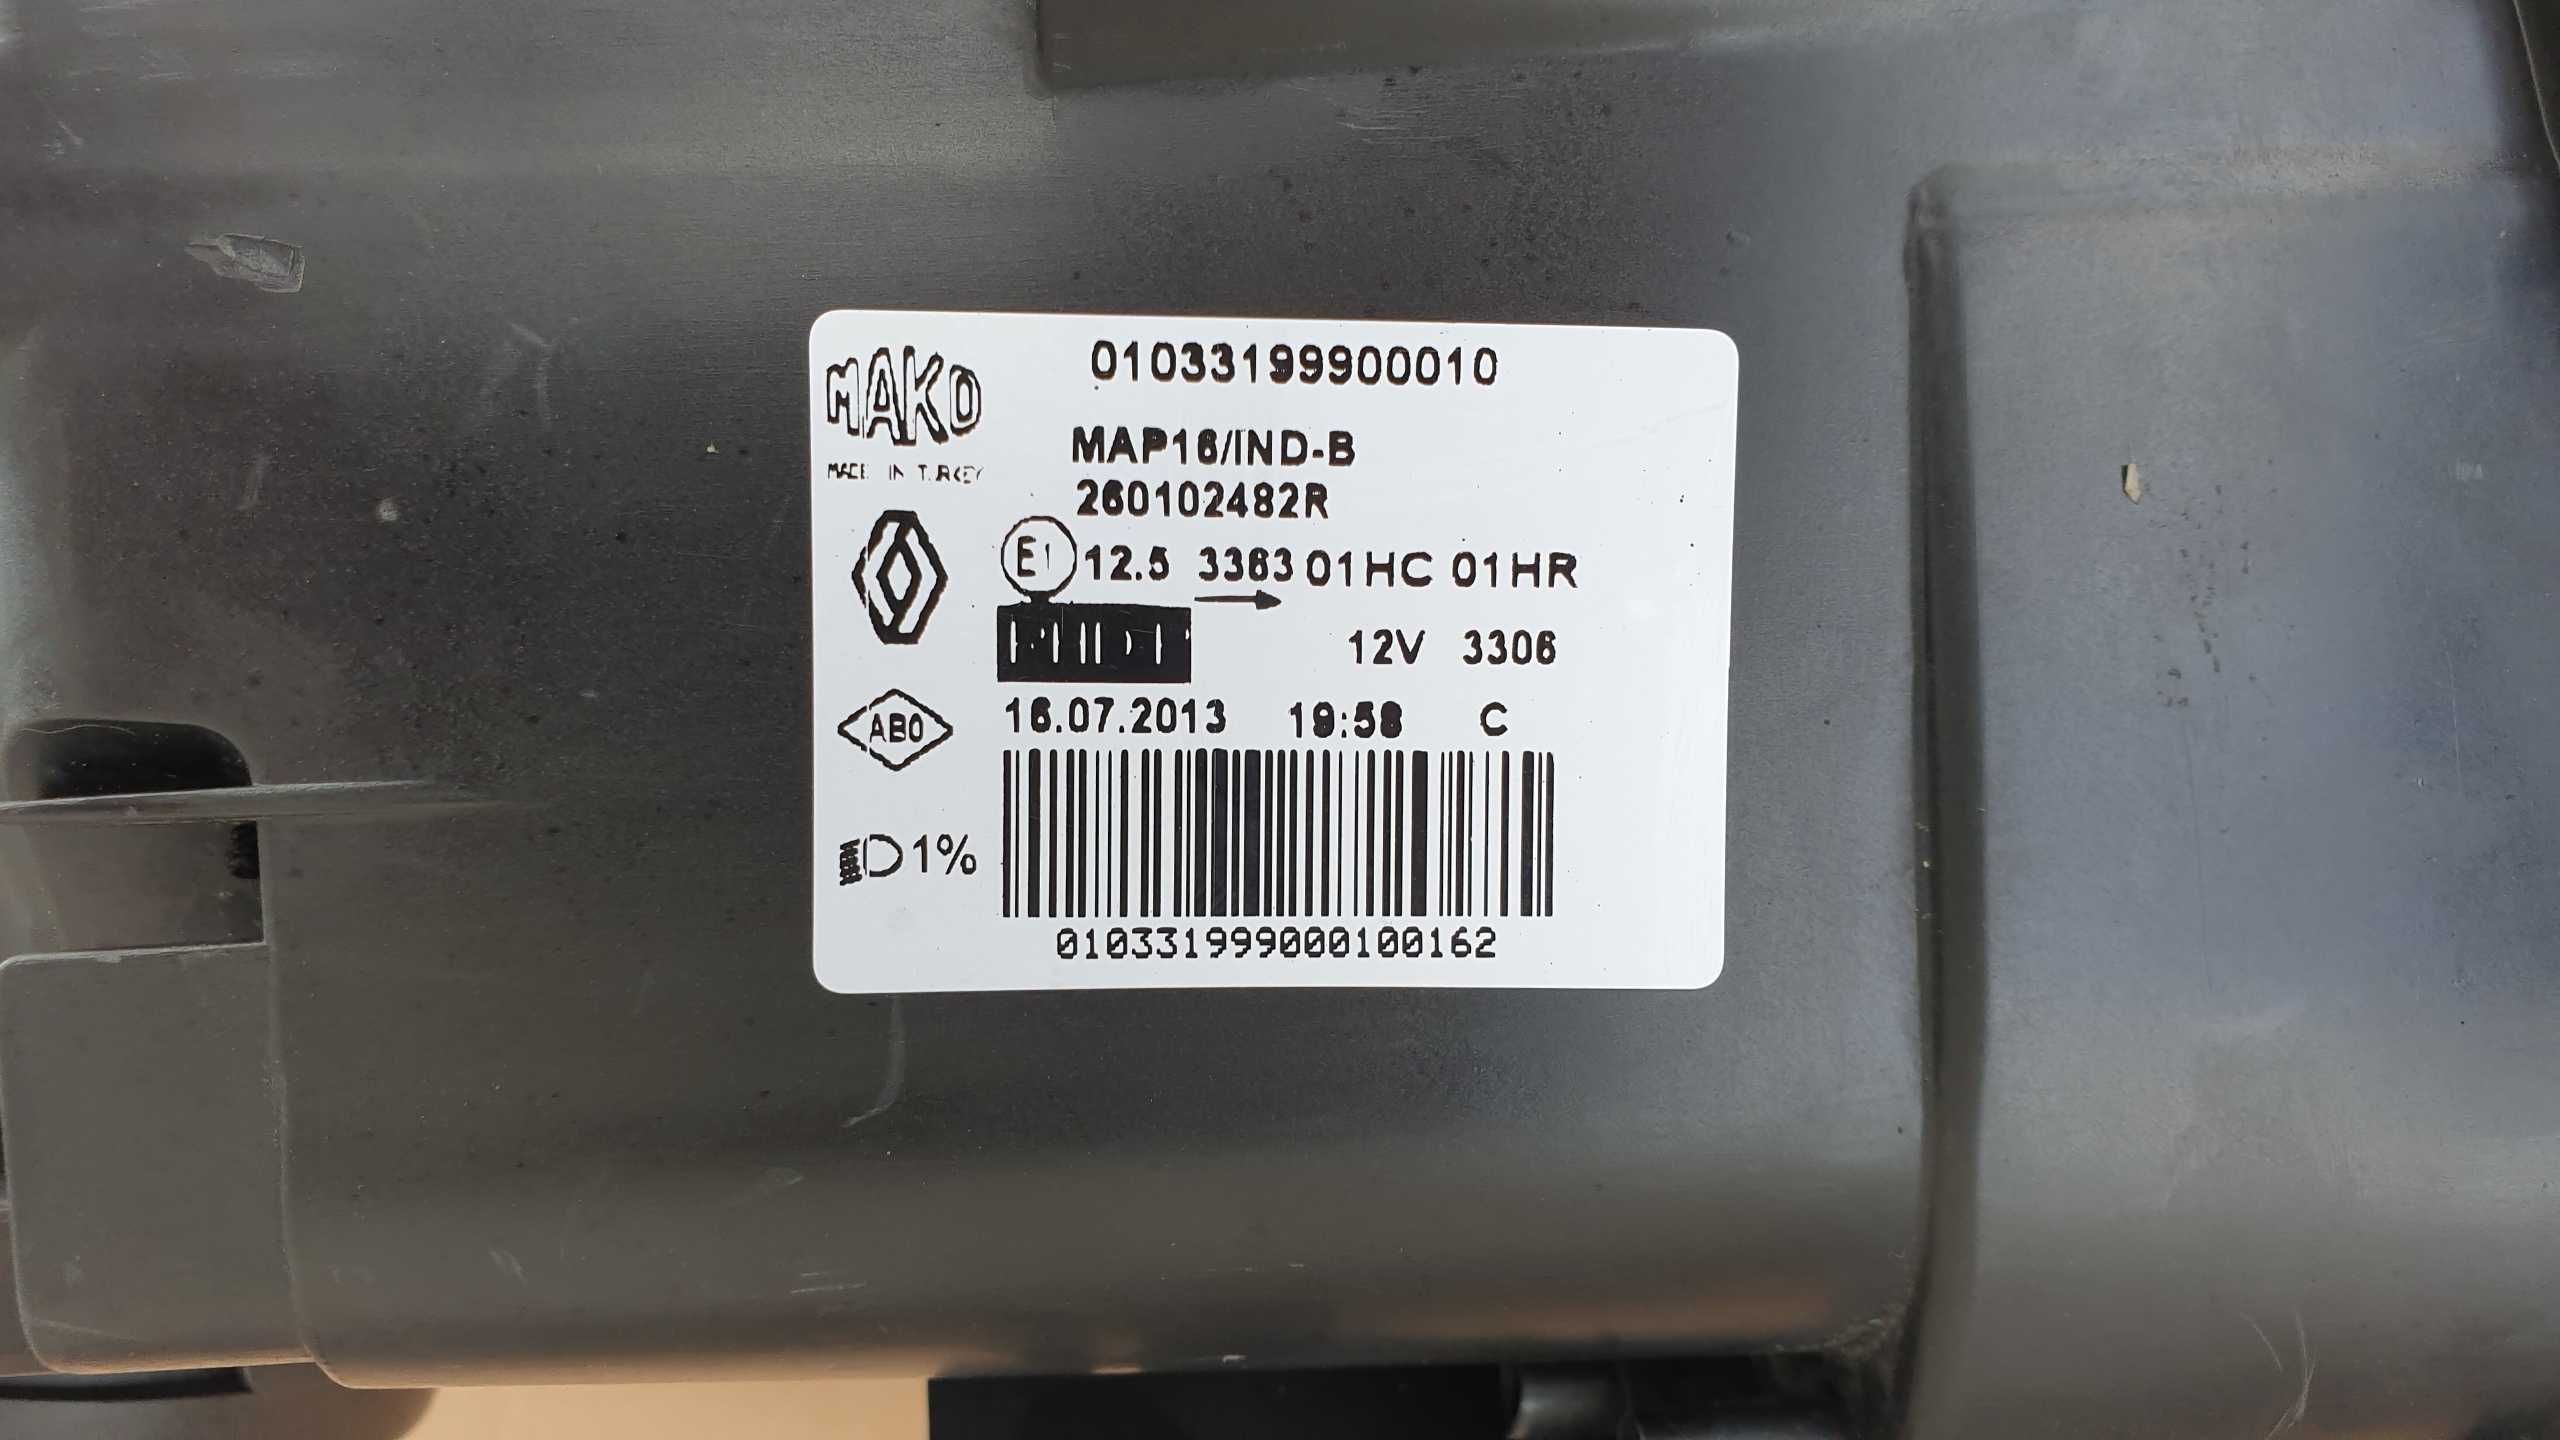 MAKO
01033199900010
MADE IN TURKEY
MAP16/IND-B
260102482R
E1 12.5 3363 01HC 01HR
12V 3306
16.07.2013 19:58 C
ABO
1%
010331999000100162